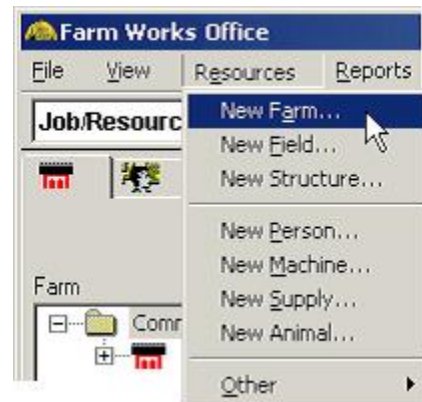 Farm Works Office
File View Resources Reports
Job/Resourc
New Farm...
New Field...
New Structure...
New Person...
New Machine...
New Supply...
New Animal...
Other
Farm
Comr